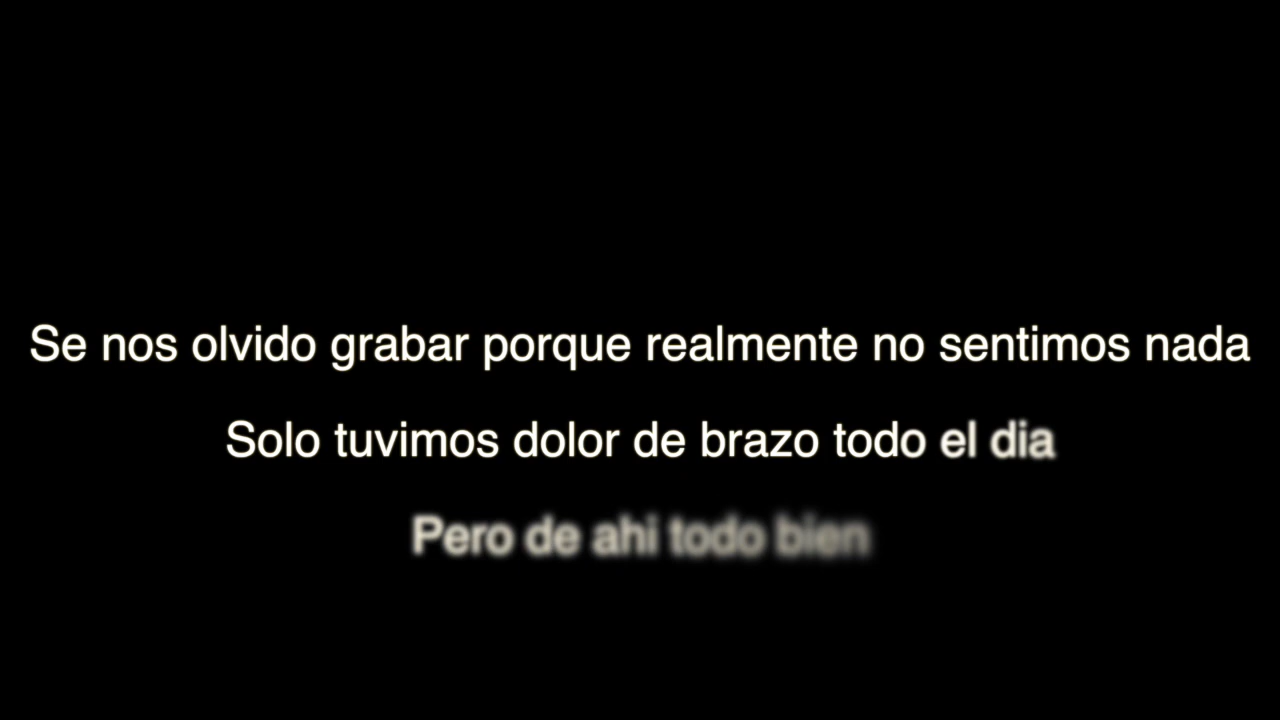 Se nos olvido grabar porque realmente no sentimos nada
Solo tuvimos dolor de brazo todo el dia
Pero de ahi todo bien